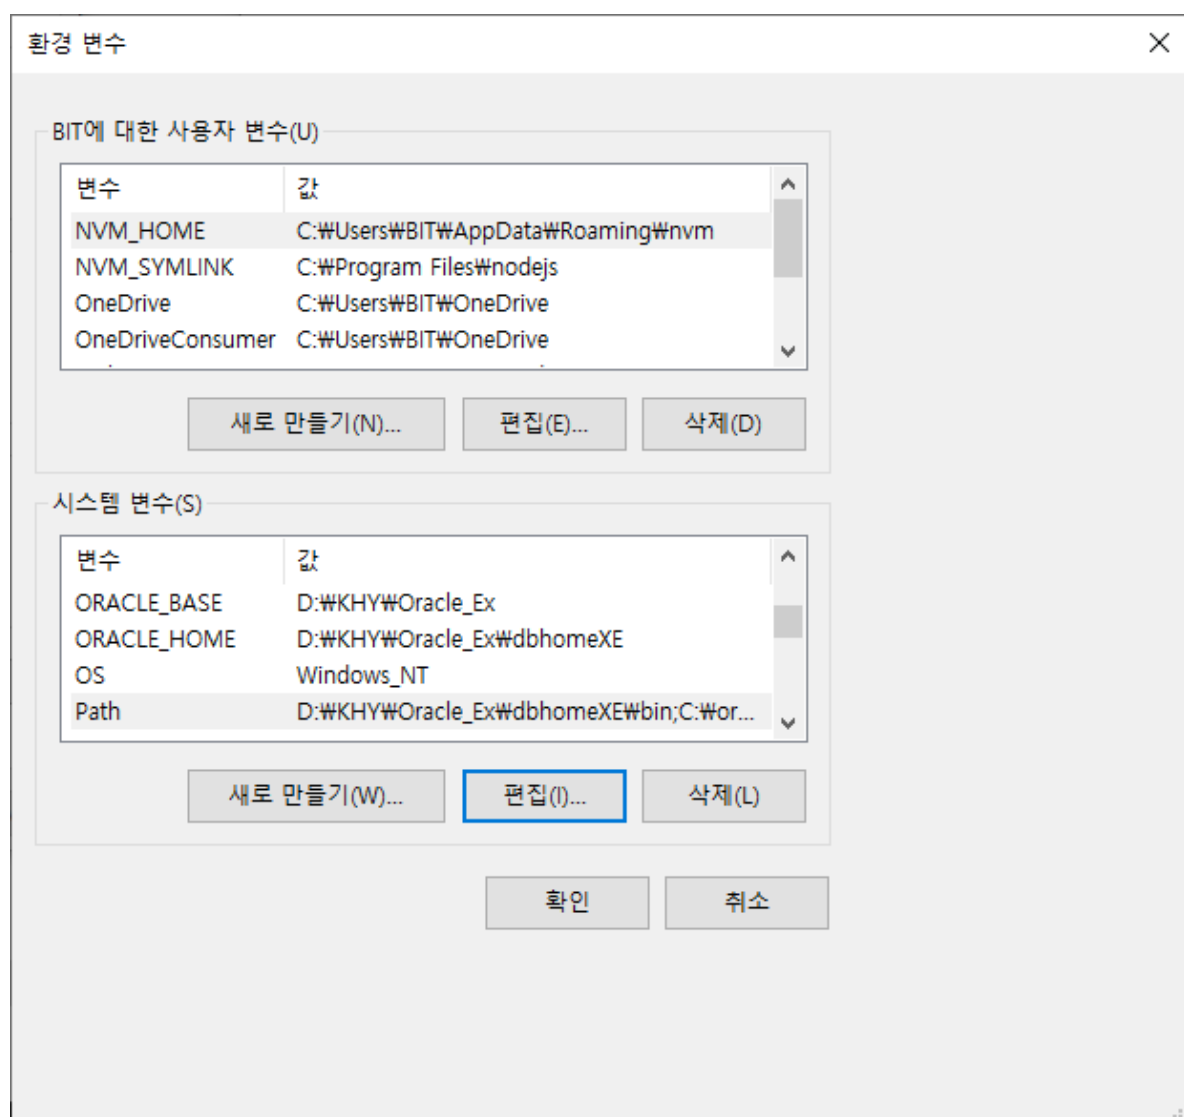 환경 변수
BIT에 대한 사용자 변수(U)
변수 값
NVM_HOME C:₩Users₩BIT₩AppData₩Roaming₩nvm
NVM_SYMLINK C:₩Program Files₩nodejs
OneDrive C:₩Users₩BIT₩OneDrive
OneDriveConsumer C:₩Users₩BIT₩OneDrive
새로 만들기(N)... 편집(E)... 삭제(D)
시스템 변수(S)
변수 값
ORACLE_BASE D:₩KHY₩Oracle_Ex
ORACLE_HOME D:₩KHY₩Oracle_Ex₩dbhomeXE
OS Windows_NT
Path D:₩KHY₩Oracle_Ex₩dbhomeXE₩bin;C:₩or...
새로 만들기(W)... 편집(I)... 삭제(L)
확인 취소